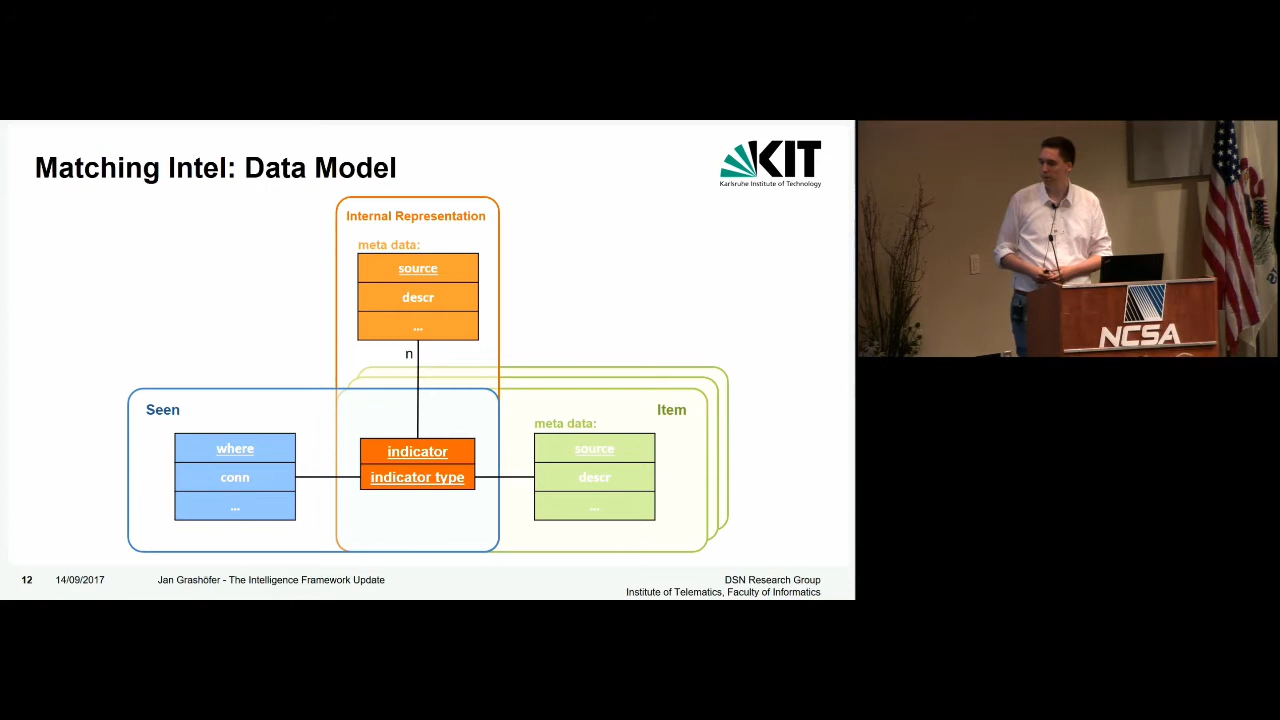 Matching Intel: Data Model
KIT
Karlsruhe Institute of Technology
Internal Representation
meta data:
source
descr
...
n
Seen
where
conn
...
indicator
indicator type
Item
meta data:
source
descr
...
12 14/09/2017 Jan Grashöfer - The Intelligence Framework Update
DSN Research Group
Institute of Telematics, Faculty of Informatics
NCSA